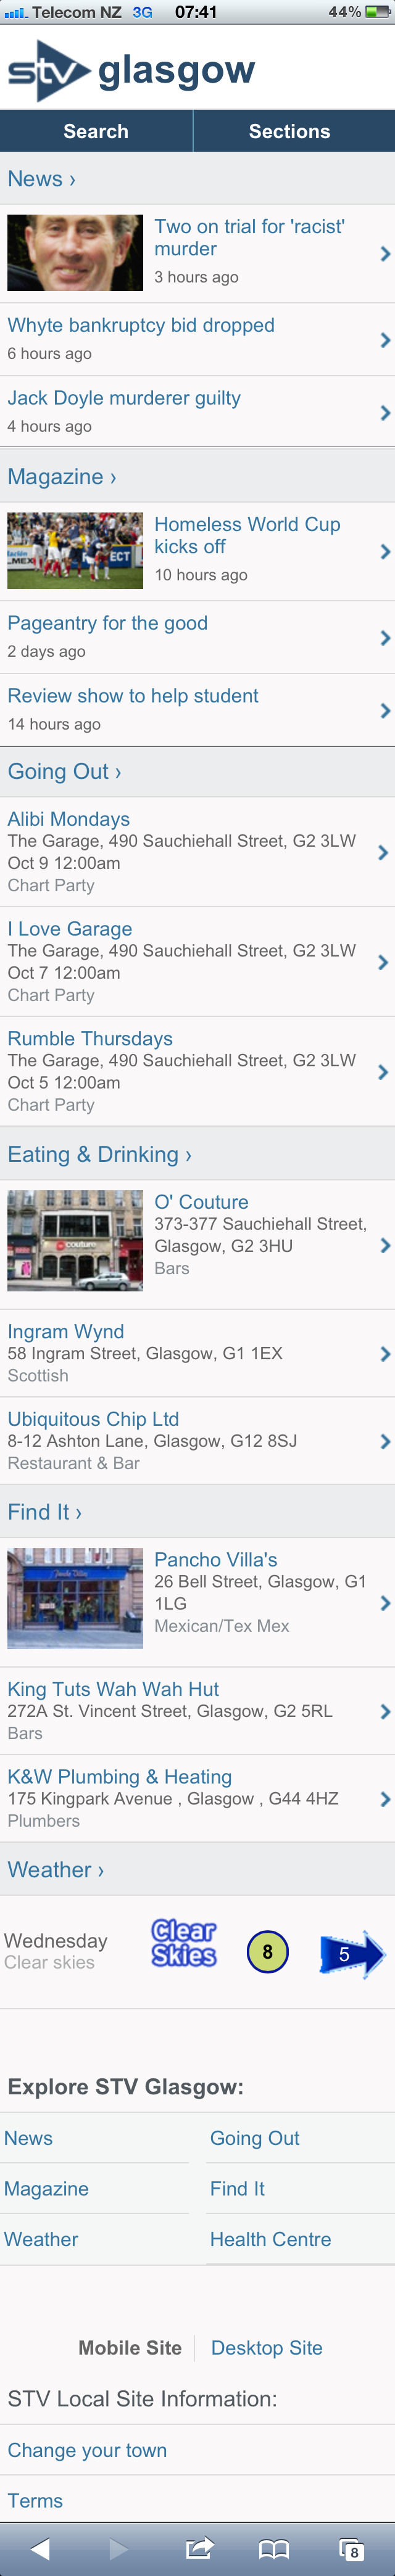 Telecom NZ 3G 07:41 44%
stv glasgow
Search Sections
News ›
Two on trial for 'racist'
murder
3 hours ago
Whyte bankruptcy bid dropped
6 hours ago
Jack Doyle murderer guilty
4 hours ago
Magazine ›
ECT
LMEX
Homeless World Cup
kicks off
10 hours ago
Pageantry for the good
2 days ago
Review show to help student
14 hours ago
Going Out ›
Alibi Mondays
The Garage, 490 Sauchiehall Street, G2 3LW
Oct 9 12:00am
Chart Party
I Love Garage
The Garage, 490 Sauchiehall Street, G2 3LW
Oct 7 12:00am
Chart Party
Rumble Thursdays
The Garage, 490 Sauchiehall Street, G2 3LW
Oct 5 12:00am
Chart Party
Eating & Drinking ›
couture
O' Couture
373-377 Sauchiehall Street,
Glasgow, G2 3HU
Bars
Ingram Wynd
58 Ingram Street, Glasgow, G1 1EX
Scottish
Ubiquitous Chip Ltd
8-12 Ashton Lane, Glasgow, G12 8SJ
Restaurant & Bar
Find It ›
Pancho Villa's
26 Bell Street, Glasgow, G1
1LG
Mexican/Tex Mex
King Tuts Wah Wah Hut
272A St. Vincent Street, Glasgow, G2 5RL
Bars
K&W Plumbing & Heating
175 Kingpark Avenue , Glasgow , G44 4HZ
Plumbers
Weather ›
Wednesday
Clear skies
Clear
Skies
8
5
Explore STV Glasgow:
News Going Out
Magazine Find It
Weather Health Centre
Mobile Site Desktop Site
STV Local Site Information:
Change your town
Terms
8